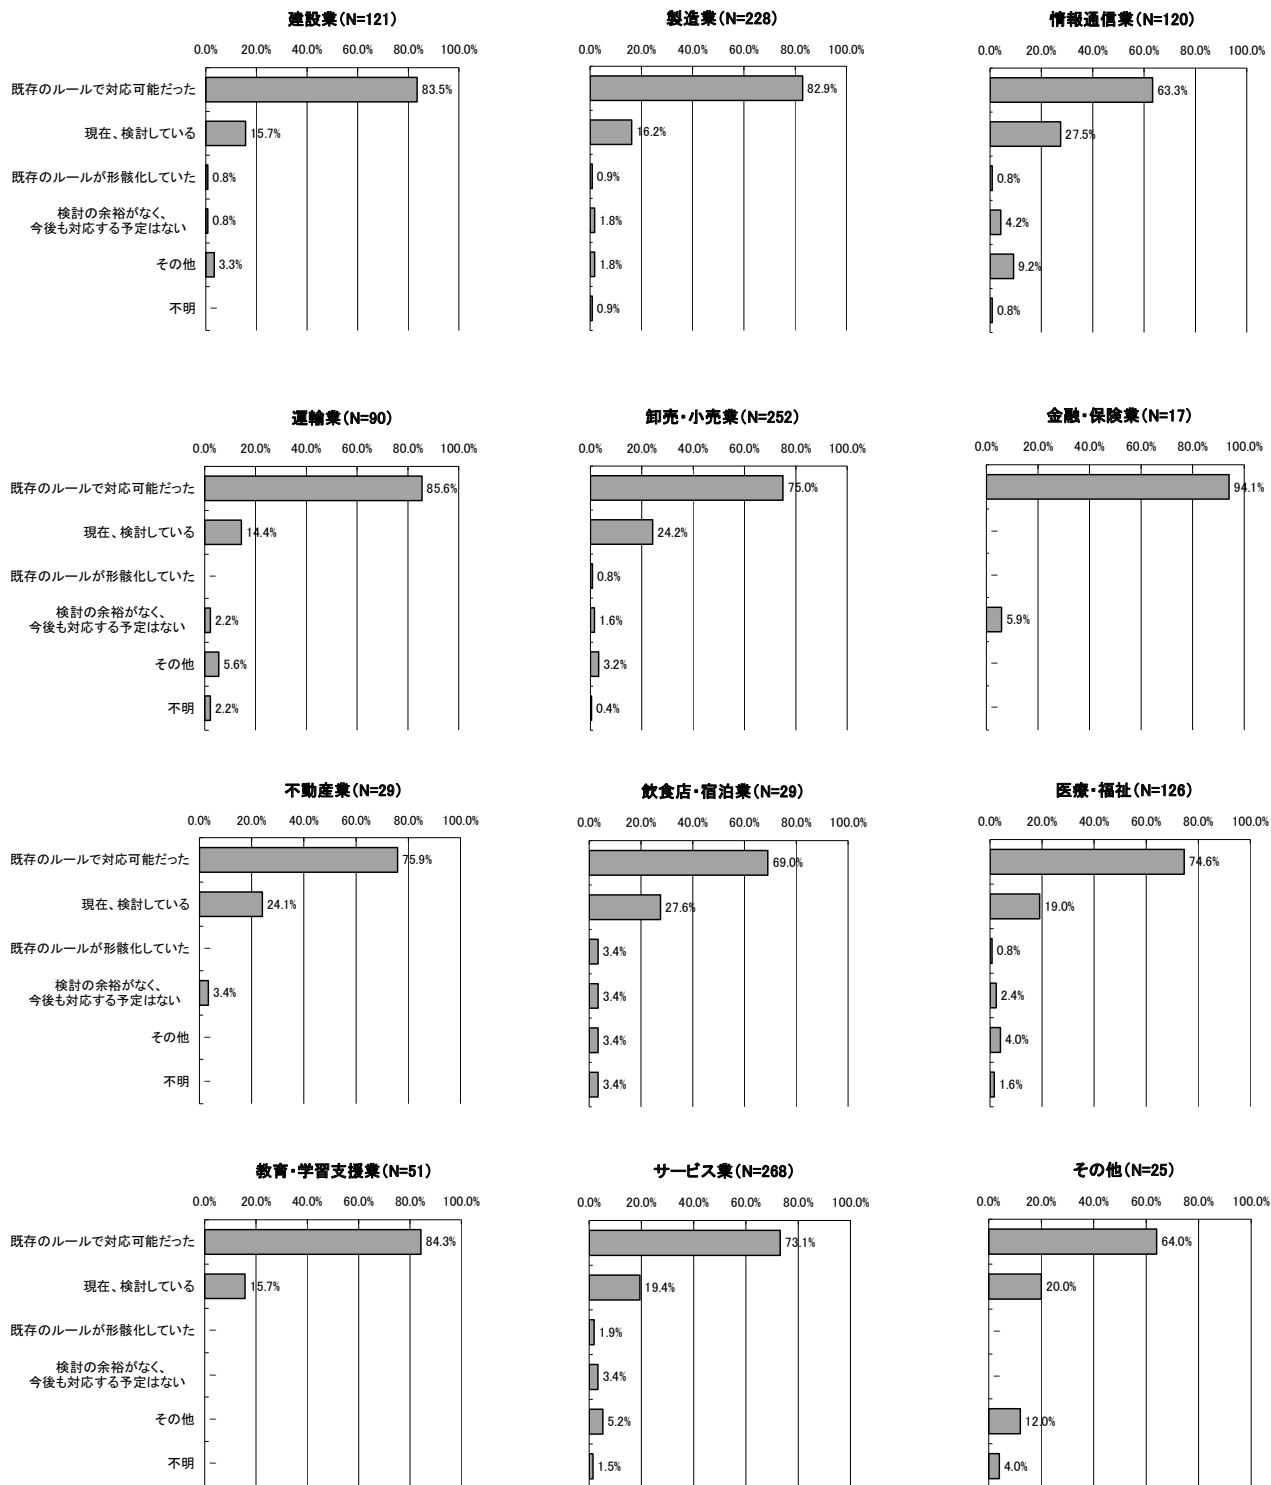 建設業(N=121)
0.0% 20.0% 40.0% 60.0% 80.0% 100.0%
既存のルールで対応可能だった 83.5%
現在、検討している 15.7%
既存のルールが形骸化していた 0.8%
検討の余裕がなく、
今後も対応する予定はない 0.8%
その他 3.3%
不明 –
製造業(N=228)
0.0% 20.0% 40.0% 60.0% 80.0% 100.0%
82.9%
16.2%
0.9%
1.8%
1.8%
0.9%
情報通信業(N=120)
0.0% 20.0% 40.0% 60.0% 80.0% 100.0%
63.3%
27.5%
0.8%
4.2%
9.2%
0.8%
運輸業(N=90)
0.0% 20.0% 40.0% 60.0% 80.0% 100.0%
既存のルールで対応可能だった 85.6%
現在、検討している 14.4%
既存のルールが形骸化していた –
検討の余裕がなく、
今後も対応する予定はない 2.2%
その他 5.6%
不明 2.2%
卸売・小売業(N=252)
0.0% 20.0% 40.0% 60.0% 80.0% 100.0%
75.0%
24.2%
0.8%
1.6%
3.2%
0.4%
金融・保険業(N=17)
0.0% 20.0% 40.0% 60.0% 80.0% 100.0%
94.1%
–
–
5.9%
–
–
不動産業(N=29)
0.0% 20.0% 40.0% 60.0% 80.0% 100.0%
既存のルールで対応可能だった 75.9%
現在、検討している 24.1%
既存のルールが形骸化していた –
検討の余裕がなく、
今後も対応する予定はない 3.4%
その他 –
不明 –
飲食店・宿泊業(N=29)
0.0% 20.0% 40.0% 60.0% 80.0% 100.0%
69.0%
27.6%
3.4%
3.4%
3.4%
3.4%
医療・福祉(N=126)
0.0% 20.0% 40.0% 60.0% 80.0% 100.0%
74.6%
19.0%
0.8%
2.4%
4.0%
1.6%
教育・学習支援業(N=51)
0.0% 20.0% 40.0% 60.0% 80.0% 100.0%
既存のルールで対応可能だった 84.3%
現在、検討している 15.7%
既存のルールが形骸化していた –
検討の余裕がなく、
今後も対応する予定はない –
その他 –
不明 –
サービス業(N=268)
0.0% 20.0% 40.0% 60.0% 80.0% 100.0%
73.1%
19.4%
1.9%
3.4%
5.2%
1.5%
その他(N=25)
0.0% 20.0% 40.0% 60.0% 80.0% 100.0%
64.0%
20.0%
–
–
12.0%
4.0%